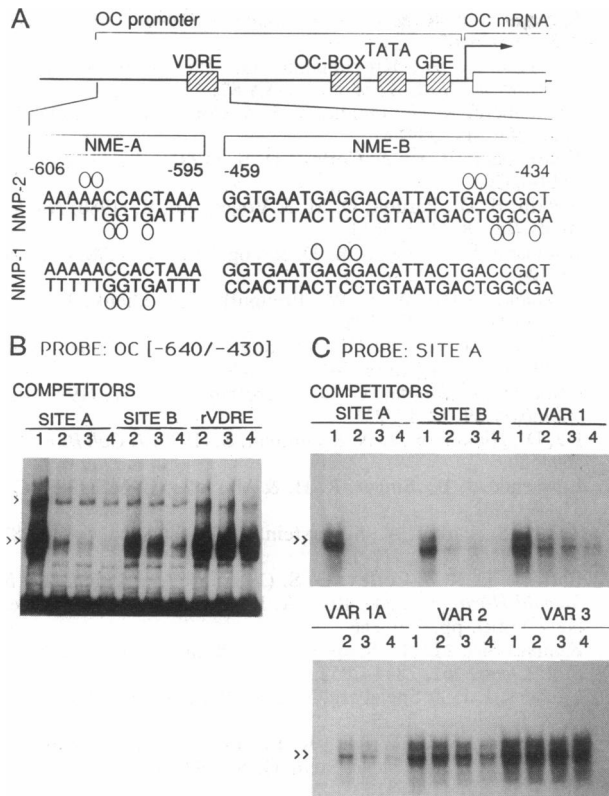 A
OC promoter
OC mRNA
VDRE
OC-BOX
TATA
GRE
NME-A
NME-B
-606
-595
-459
-434
NMP-2
AAAAACCACTAAA
GGTGAATGAGGACATTACTGACCGCT
TTTTTGGTGATTT
CCACTTACTCCTGTAATGACTGGCGA
NMP-1
AAAAACCACTAAA
GGTGAATGAGGACATTACTGACCGCT
TTTTTGGTGATTT
CCACTTACTCCTGTAATGACTGGCGA
B PROBE: OC [-640/-430]
COMPETITORS
SITE A SITE B rVDRE
1 2 3 4 2 3 4 2 3 4
>
>>
C PROBE: SITE A
COMPETITORS
SITE A SITE B VAR 1
1 2 3 4 1 2 3 4 1 2 3 4
>>
VAR 1A VAR 2 VAR 3
2 3 4 1 2 3 4 1 2 3 4
>>